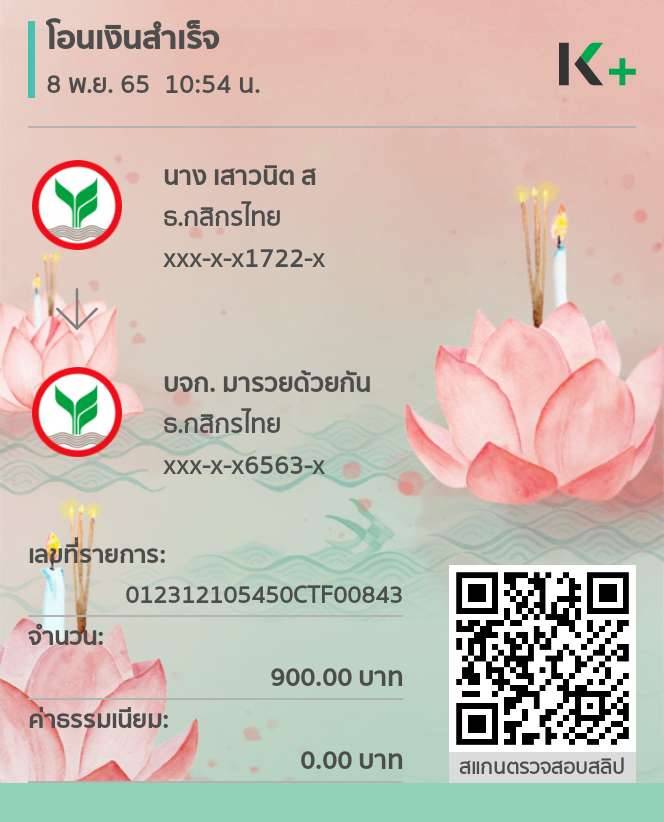 โอนเงินสำเร็จ
8 พ.ย. 65 10:54 น.
K+
นาง เสาวนิต ส
ธ.กสิกรไทย
xxx-x-x1722-x
บจก. มารวยด้วยกัน
ธ.กสิกรไทย
xxx-x-x6563-x
เลขที่รายการ:
012312105450CTF00843
จำนวน:
900.00 บาท
ค่าธรรมเนียม:
0.00 บาท
สแกนตรวจสอบสลิป